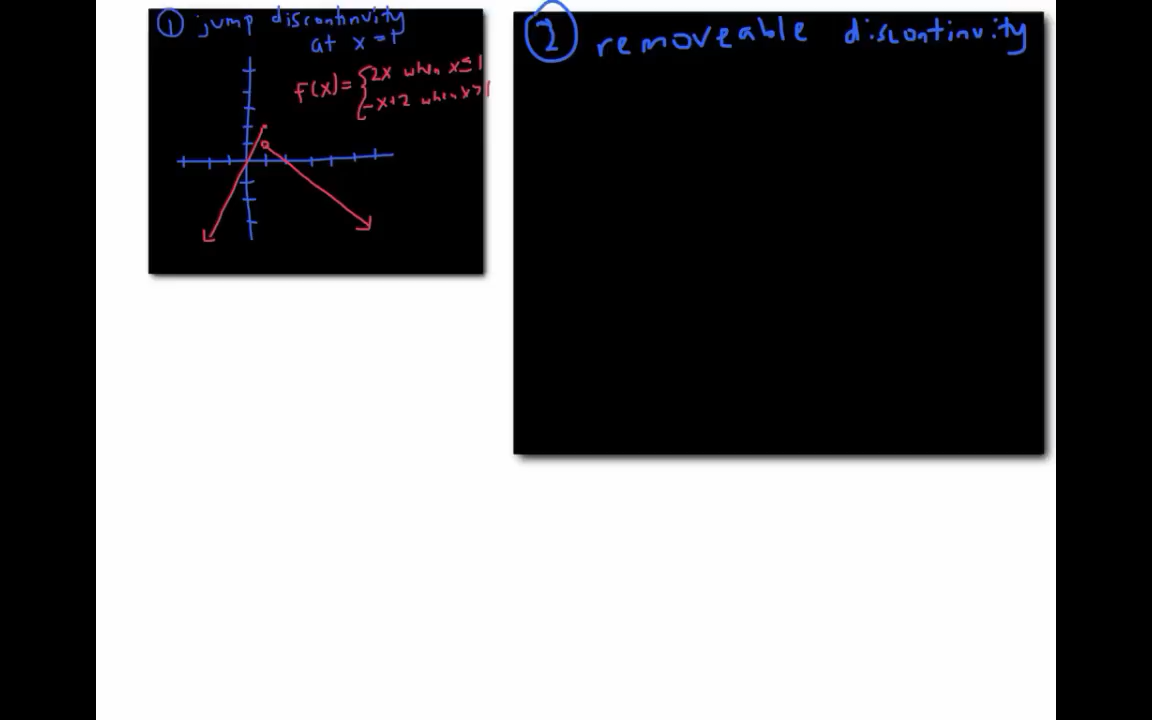 ① jump discontinuity
at x = 1
f(x) = { 2x when x ≤ 1
-x+2 when x > 1
② removeable discontinuity